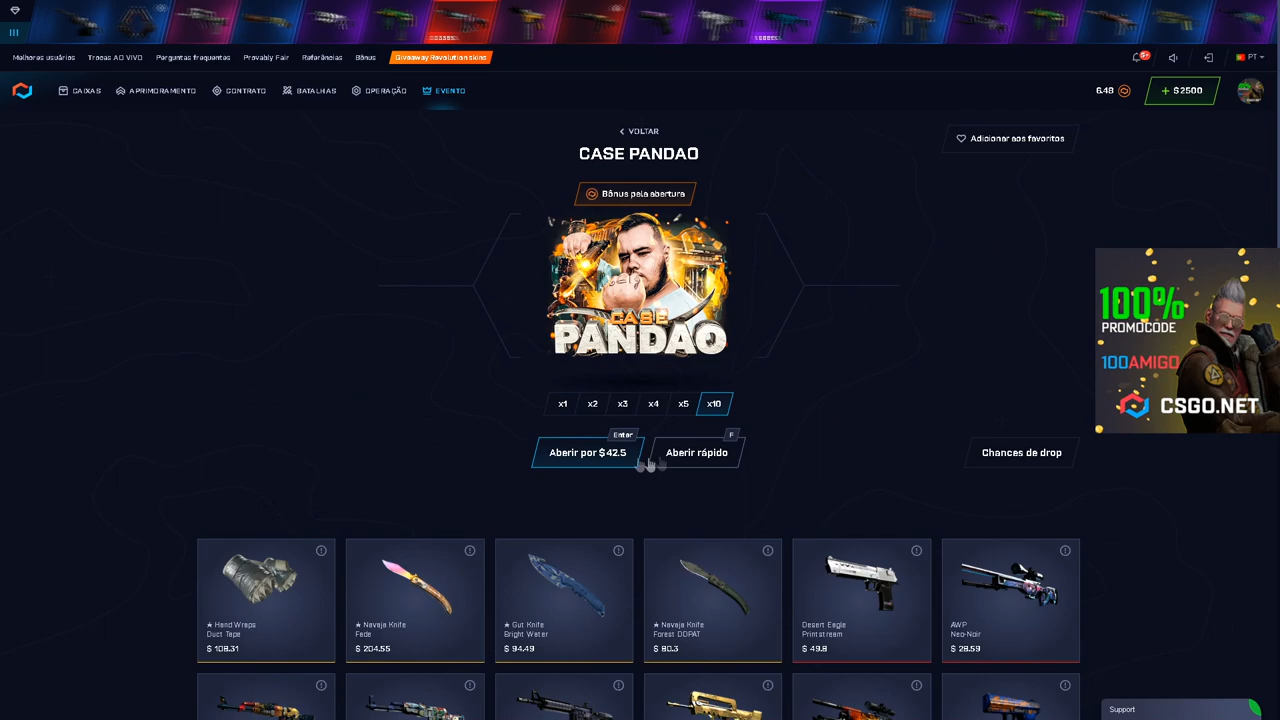 Melhores usuários
Trocas AO VIVO
Perguntas frequentes
Provably Fair
Referências
Bônus
Giveaway Revolution skins
5+
PT
CAIXAS
APRIMORAMENTO
CONTRATO
BATALHAS
OPERAÇÃO
EVENTO
6.48
+ $ 2500
VOLTAR
CASE PANDAO
Adicionar aos favoritos
Bônus pela abertura
CASE
PANDAO
100%
PROMOCODE
100AMIGO
CSGO.NET
x1
x2
x3
x4
x5
x10
Enter
F
Aberir por $ 42.5
Aberir rápido
Chances de drop
★ Hand Wraps
Duct Tape
$ 108.31
★ Navaja Knife
Fade
$ 204.55
★ Gut Knife
Bright Water
$ 94.49
★ Navaja Knife
Forest DDPAT
$ 80.3
Desert Eagle
Printstream
$ 49.8
AWP
Neo-Noir
$ 28.59
Support